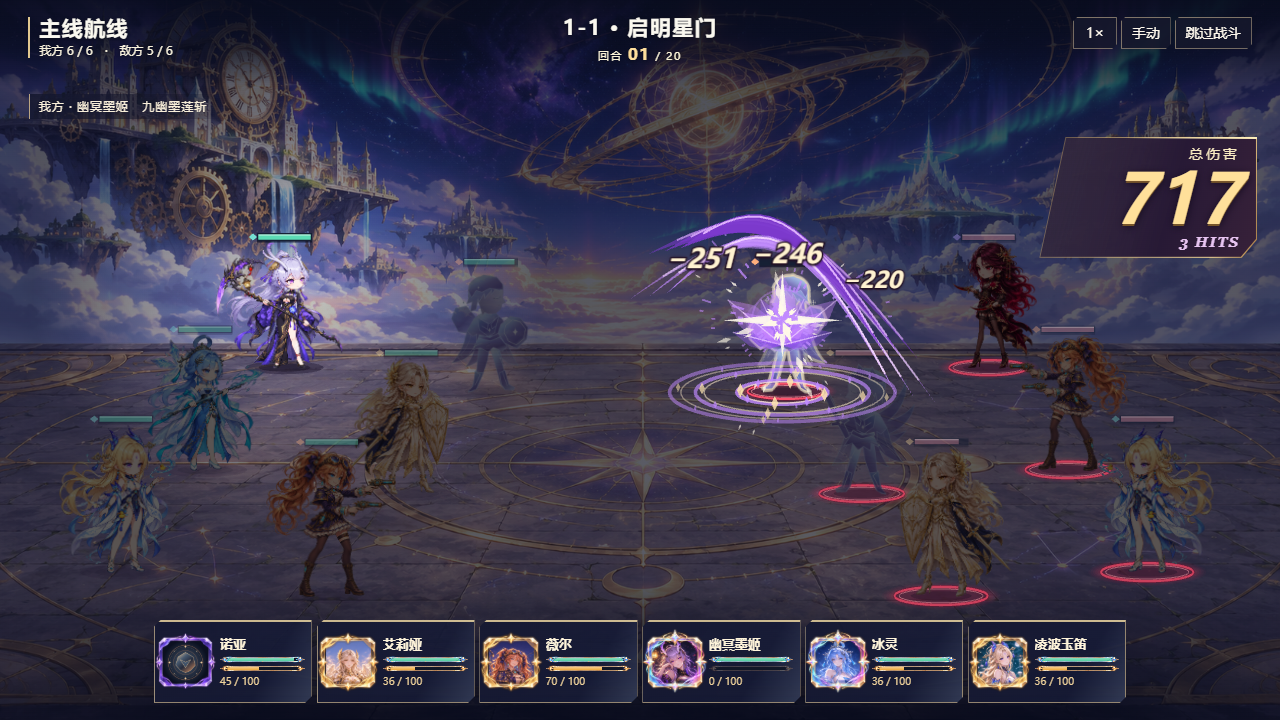 主线航线
我方 6 / 6 · 敌方 5 / 6
1-1 • 启明星门
回合 01 / 20
1×
手动
跳过战斗
我方 · 幽冥墨姬 九幽墨莲斩
总伤害
717
3 HITS
-251
-246
-220
诺亚
45 / 100
艾莉娅
36 / 100
薇尔
70 / 100
幽冥墨姬
0 / 100
冰灵
36 / 100
凌波玉笛
36 / 100